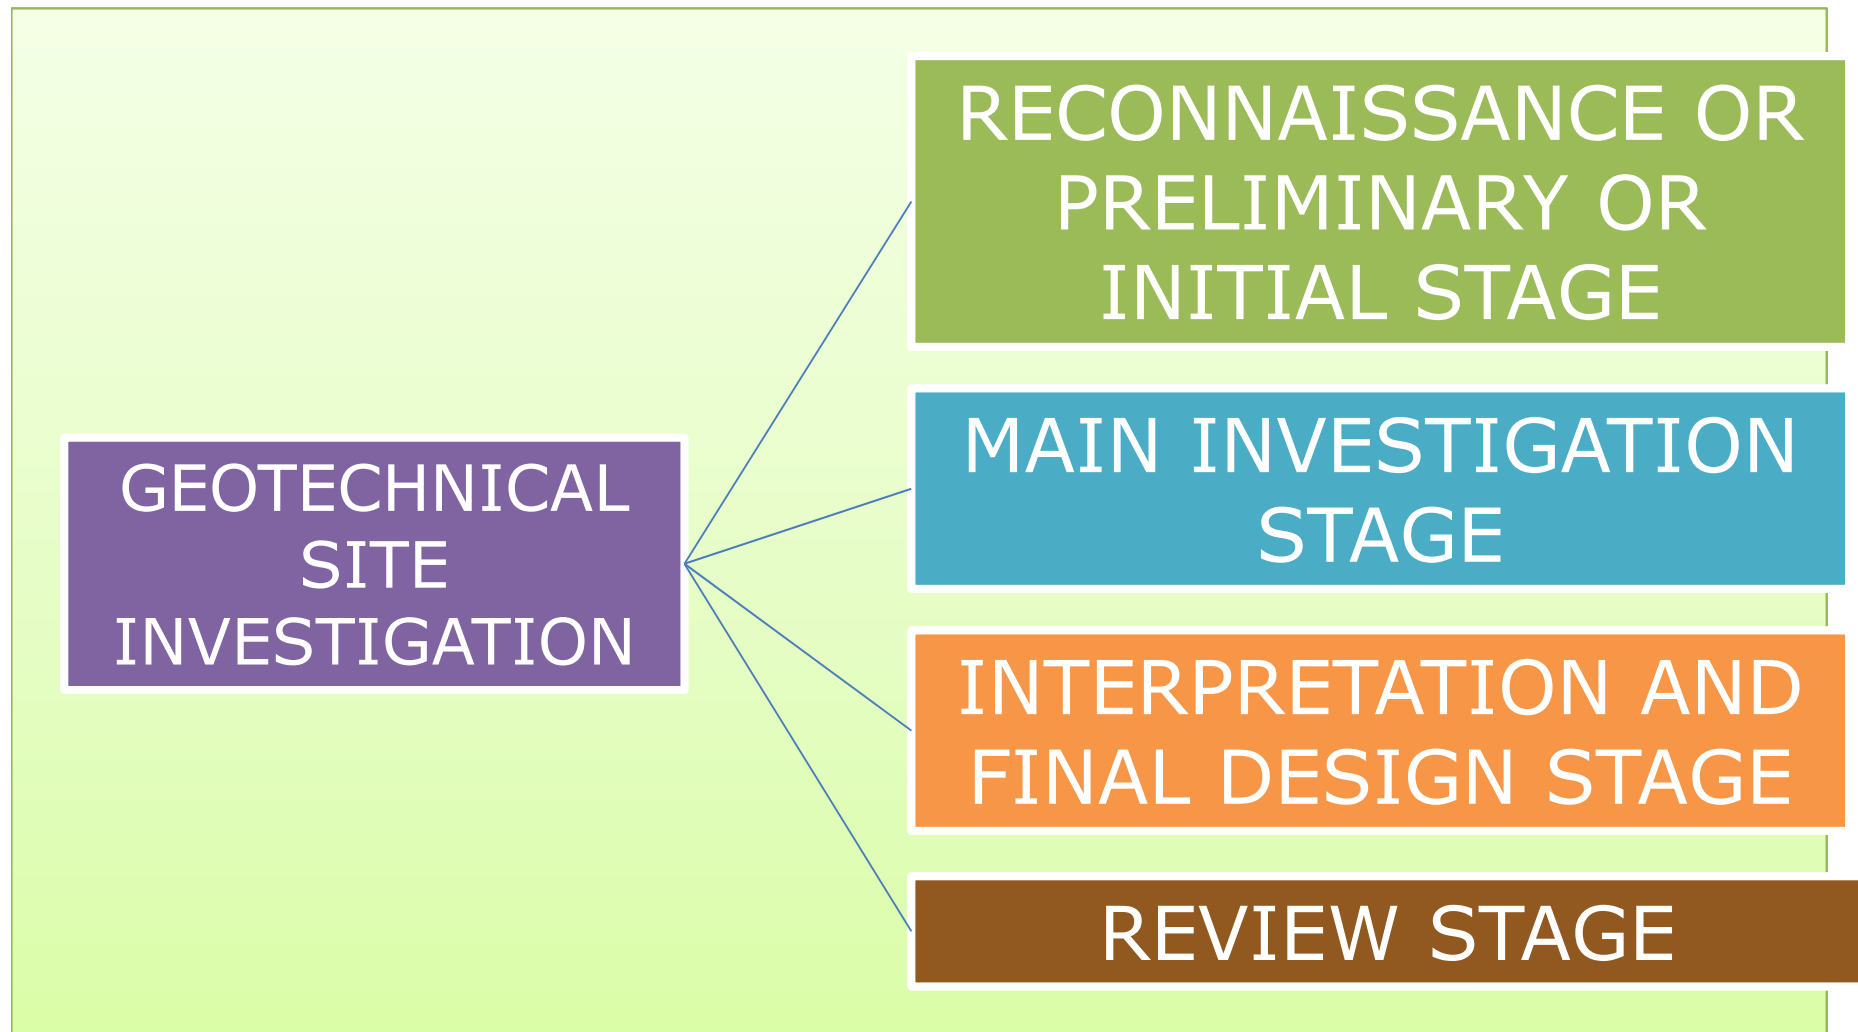 GEOTECHNICAL
SITE
INVESTIGATION
RECONNAISSANCE OR
PRELIMINARY OR
INITIAL STAGE
MAIN INVESTIGATION
STAGE
INTERPRETATION AND
FINAL DESIGN STAGE
REVIEW STAGE